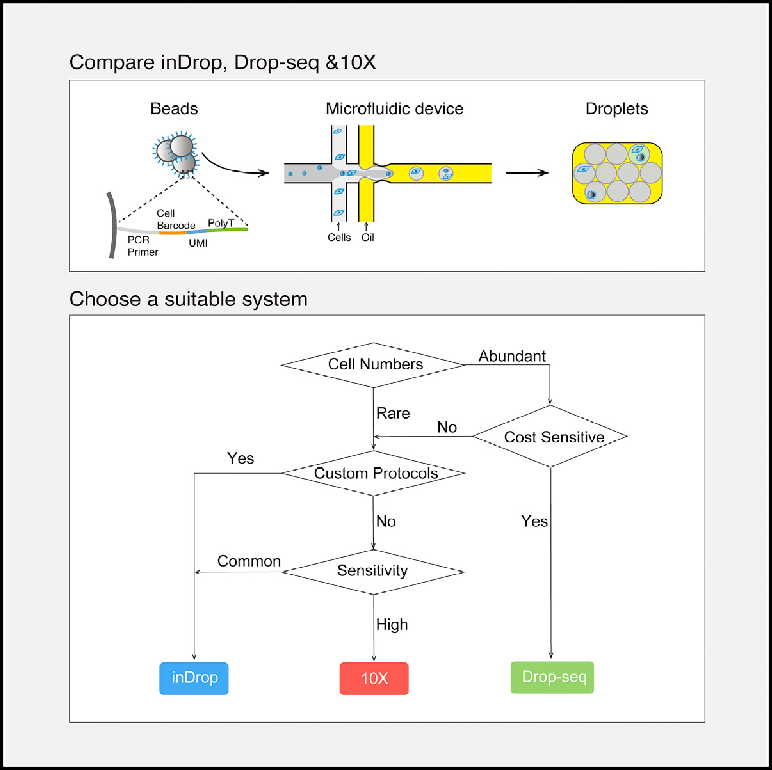 Compare inDrop, Drop-seq &10X
Beads
Microfluidic device
Droplets
Cell
Barcode
PolyT
PCR
Primer
UMI
Cells
Oil
Choose a suitable system
Cell Numbers
Abundant
Rare
No
Cost Sensitive
Yes
Custom Protocols
No
Yes
Common
Sensitivity
High
inDrop
10X
Drop-seq